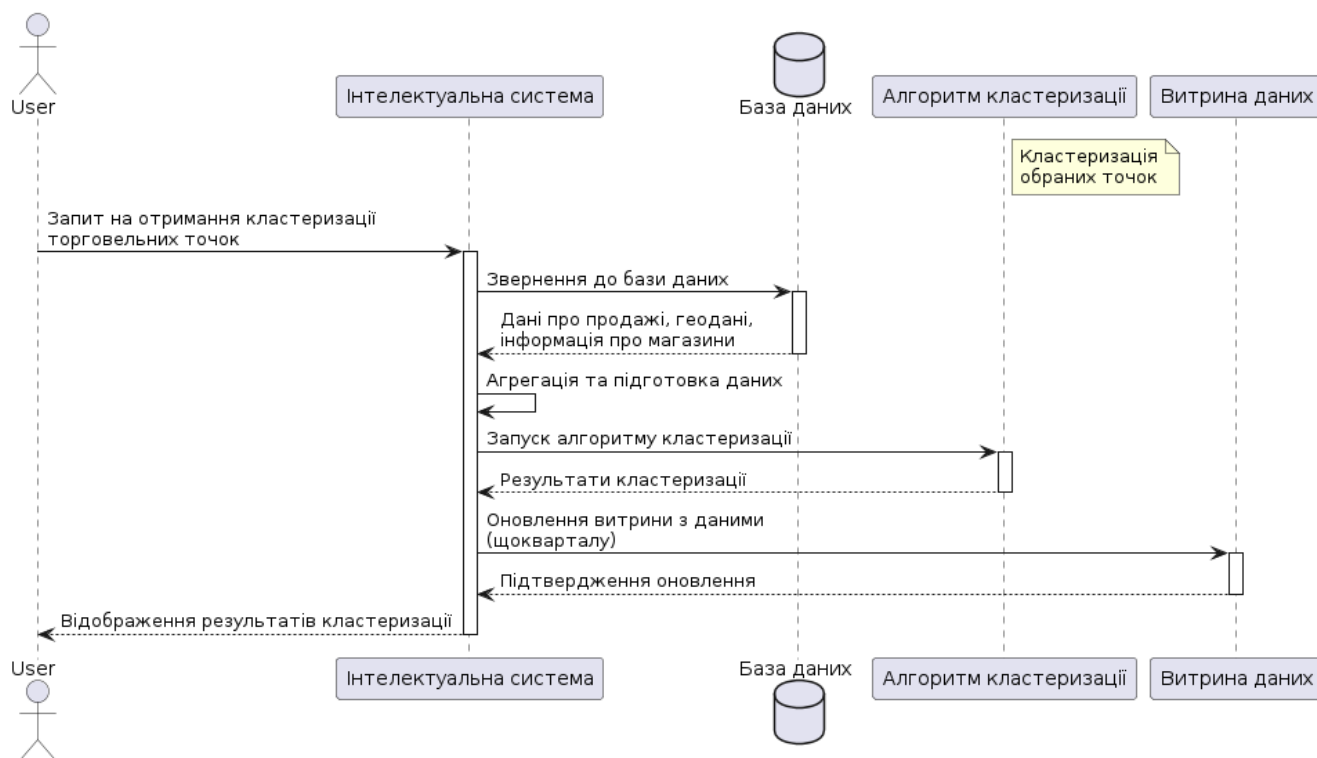 User
Інтелектуальна система
База даних
Алгоритм кластеризації
Витрина даних
Кластеризація
обраних точок
Запит на отримання кластеризації
торговельних точок
Звернення до бази даних
Дані про продажі, геодані,
інформація про магазини
Агрегація та підготовка даних
Запуск алгоритму кластеризації
Результати кластеризації
Оновлення витрини з даними
(щокварталу)
Підтвердження оновлення
Відображення результатів кластеризації
User
Інтелектуальна система
База даних
Алгоритм кластеризації
Витрина даних